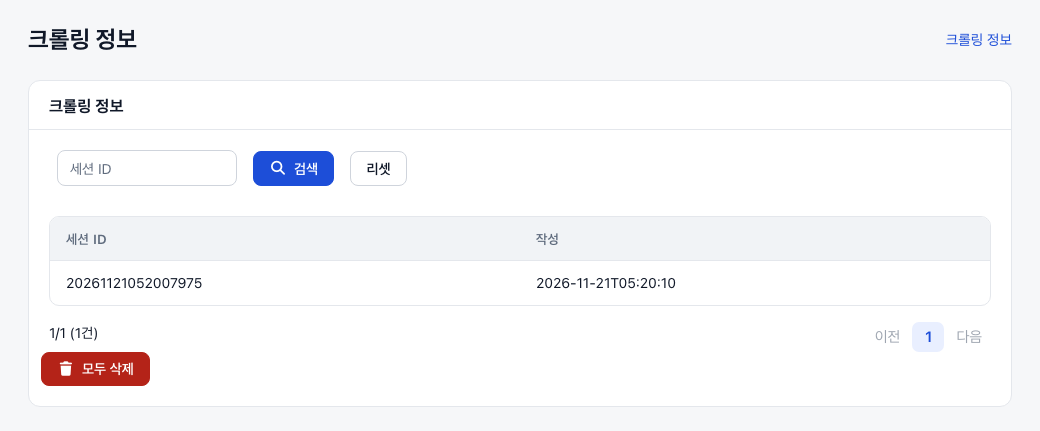 크롤링 정보
크롤링 정보
크롤링 정보
세션 ID
검색
리셋
세션 ID 작성
20261121052007975 2026-11-21T05:20:10
1/1 (1건)
이전 1 다음
모두 삭제